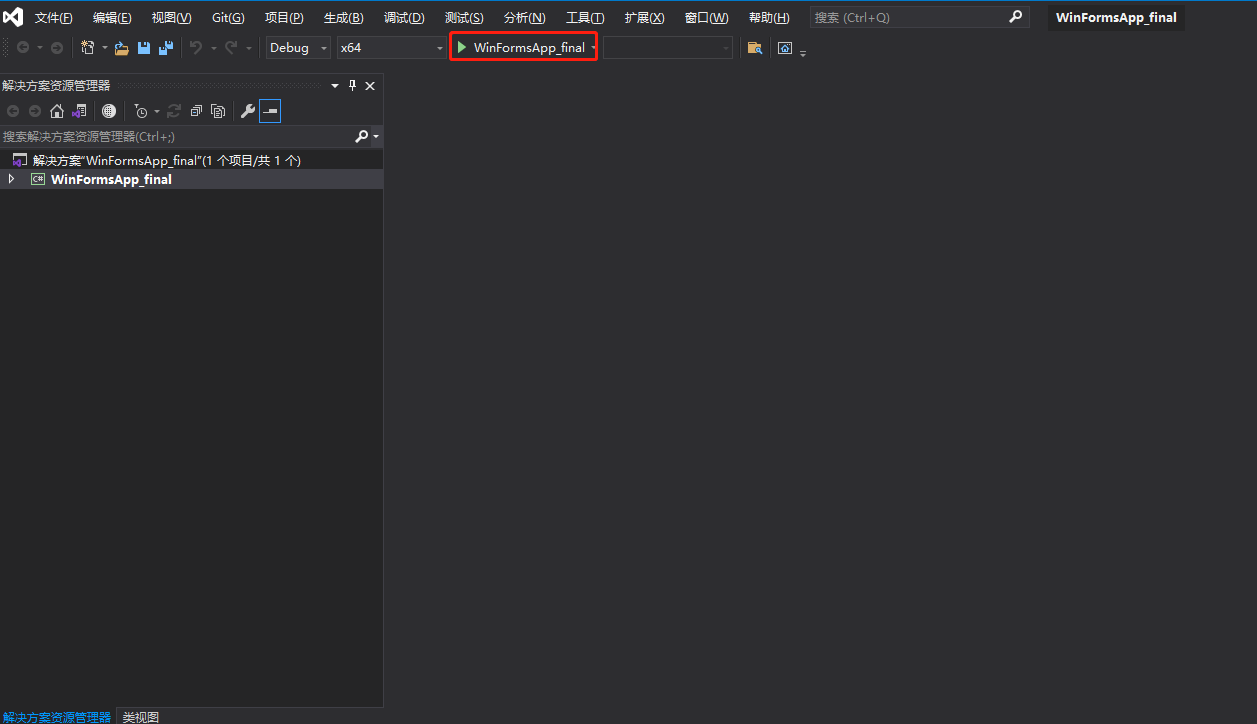 文件(F) 编辑(E) 视图(V) Git(G) 项目(P) 生成(B) 调试(D) 测试(S) 分析(N) 工具(T) 扩展(X) 窗口(W) 帮助(H) 搜索 (Ctrl+Q) WinFormsApp_final
Debug x64 WinFormsApp_final
解决方案资源管理器
搜索解决方案资源管理器(Ctrl+;)
解决方案"WinFormsApp_final"(1 个项目/共 1 个)
C# WinFormsApp_final
解决方案资源管理器 类视图